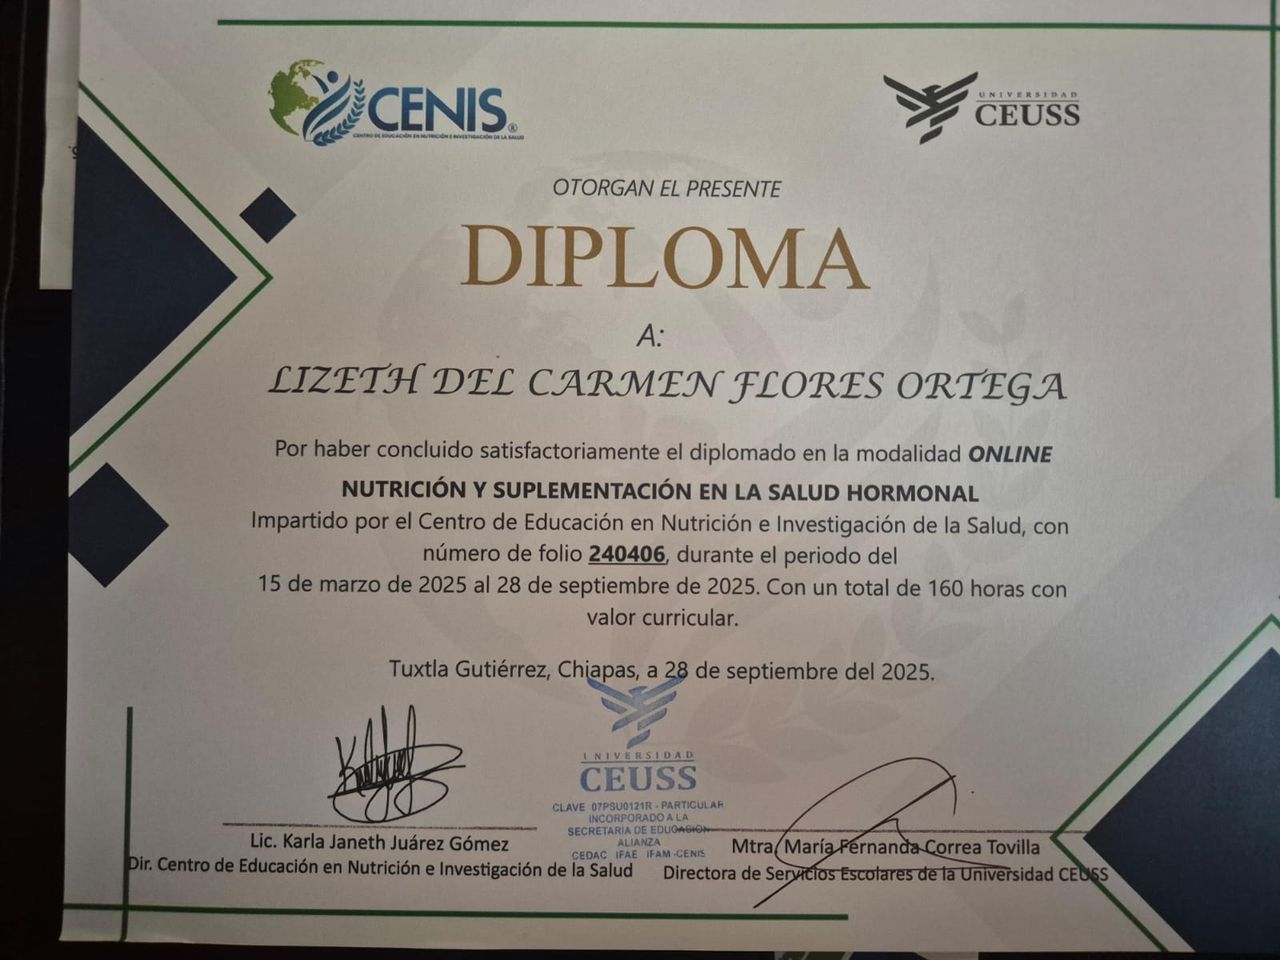 CENIS®
CENTRO DE EDUCACIÓN EN NUTRICIÓN E INVESTIGACIÓN DE LA SALUD
UNIVERSIDAD
CEUSS
OTORGAN EL PRESENTE
DIPLOMA
A:
LIZETH DEL CARMEN FLORES ORTEGA
Por haber concluido satisfactoriamente el diplomado en la modalidad ONLINE
NUTRICIÓN Y SUPLEMENTACIÓN EN LA SALUD HORMONAL
Impartido por el Centro de Educación en Nutrición e Investigación de la Salud, con
número de folio 240406, durante el periodo del
15 de marzo de 2025 al 28 de septiembre de 2025. Con un total de 160 horas con
valor curricular.
Tuxtla Gutiérrez, Chiapas, a 28 de septiembre del 2025.
UNIVERSIDAD
CEUSS
CLAVE 07PSU0121R - PARTICULAR
INCORPORADO A LA
SECRETARÍA DE EDUCACIÓN
ALIANZA
CEDAC IFAE IFAM-CENIS
Lic. Karla Janeth Juárez Gómez
Dir. Centro de Educación en Nutrición e Investigación de la Salud
Mtra. María Fernanda Correa Tovilla
Directora de Servicios Escolares de la Universidad CEUSS